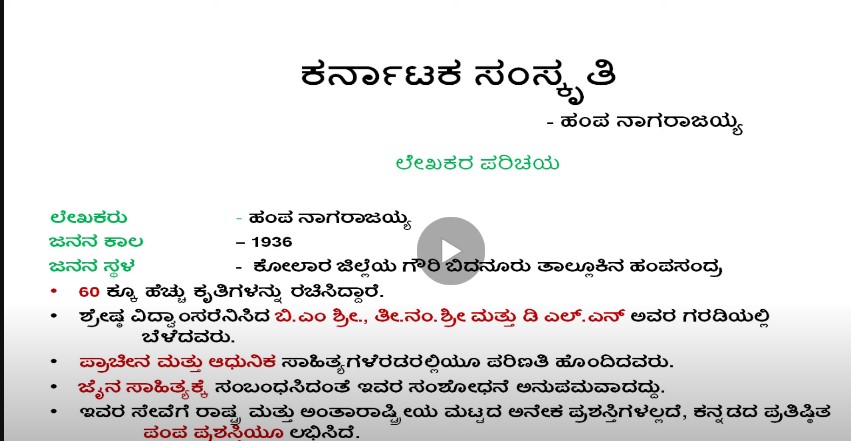 ಕರ್ನಾಟಕ ಸಂಸ್ಕೃತಿ
- ಹಂಪ ನಾಗರಾಜಯ್ಯ
ಲೇಖಕರ ಪರಿಚಯ
ಲೇಖಕರು - ಹಂಪ ನಾಗರಾಜಯ್ಯ
ಜನನ ಕಾಲ – 1936
ಜನನ ಸ್ಥಳ - ಕೋಲಾರ ಜಿಲ್ಲೆಯ ಗೌರಿ ಬಿದನೂರು ತಾಲ್ಲೂಕಿನ ಹಂಪಸಂದ್ರ
• 60 ಕ್ಕೂ ಹೆಚ್ಚು ಕೃತಿಗಳನ್ನು ರಚಿಸಿದ್ದಾರೆ.
• ಶ್ರೇಷ್ಠ ವಿದ್ವಾಂಸರೆನಿಸಿದ ಬಿ.ಎಂ ಶ್ರೀ., ತೀ.ನಂ.ಶ್ರೀ ಮತ್ತು ಡಿ ಎಲ್.ಎನ್ ಅವರ ಗರಡಿಯಲ್ಲಿ
ಬೆಳೆದವರು.
• ಪ್ರಾಚೀನ ಮತ್ತು ಆಧುನಿಕ ಸಾಹಿತ್ಯಗಳೆರಡರಲ್ಲಿಯೂ ಪರಿಣತಿ ಹೊಂದಿದವರು.
• ಜೈನ ಸಾಹಿತ್ಯಕ್ಕೆ ಸಂಬಂಧಸಿದಂತೆ ಇವರ ಸಂಶೋಧನೆ ಅನುಪಮವಾದದ್ದು.
• ಇವರ ಸೇವೆಗೆ ರಾಷ್ಟ್ರ ಮತ್ತು ಅಂತಾರಾಷ್ಟ್ರೀಯ ಮಟ್ಟದ ಅನೇಕ ಪ್ರಶಸ್ತಿಗಳಲ್ಲದೆ, ಕನ್ನಡದ ಪ್ರತಿಷ್ಠಿತ
ಪಂಪ ಪ್ರಶಸ್ತಿಯೂ ಲಭಿಸಿದೆ.